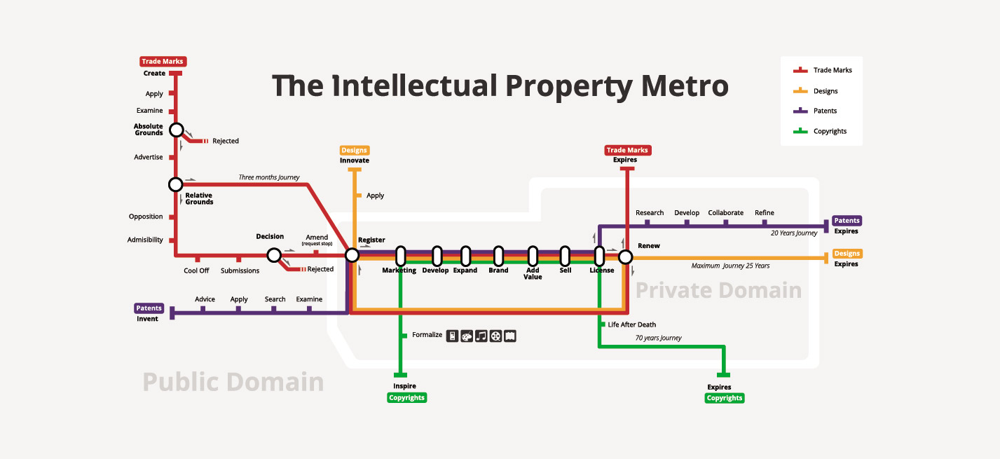 The Intellectual Property Metro
Trade Marks
Create
Apply
Examine
Absolute
Grounds
Rejected
Advertise
Three months Journey
Relative
Grounds
Opposition
Admisibility
Cool Off
Submissions
Decision
Amend
(request stop)
Rejected
Patents
Invent
Advice
Apply
Search
Examine
Designs
Innovate
Apply
Register
Marketing
Develop
Expand
Brand
Add
Value
Sell
License
Formalize
Inspire
Copyrights
Trade Marks
Expires
Renew
Research
Develop
Collaborate
Refine
20 Years Journey
Patents
Expires
Designs
Expires
Maximum Journey 25 Years
Private Domain
Life After Death
70 years Journey
Expires
Copyrights
Public Domain
Trade Marks
Designs
Patents
Copyrights